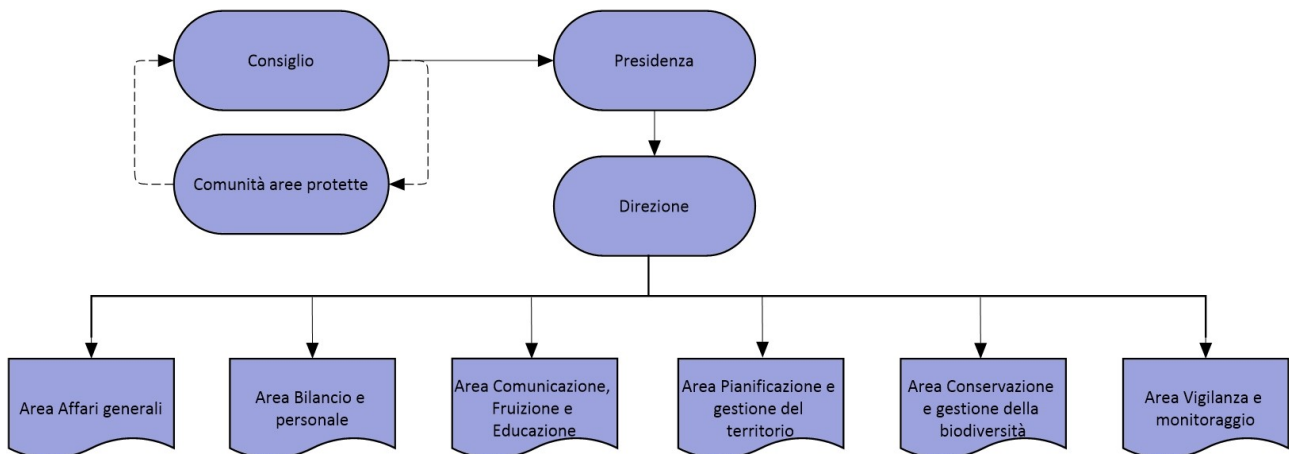 Consiglio
Presidenza
Comunità aree protette
Direzione
Area Affari generali
Area Bilancio e
personale
Area Comunicazione,
Fruizione e
Educazione
Area Pianificazione e
gestione del
territorio
Area Conservazione
e gestione della
biodiversità
Area Vigilanza e
monitoraggio